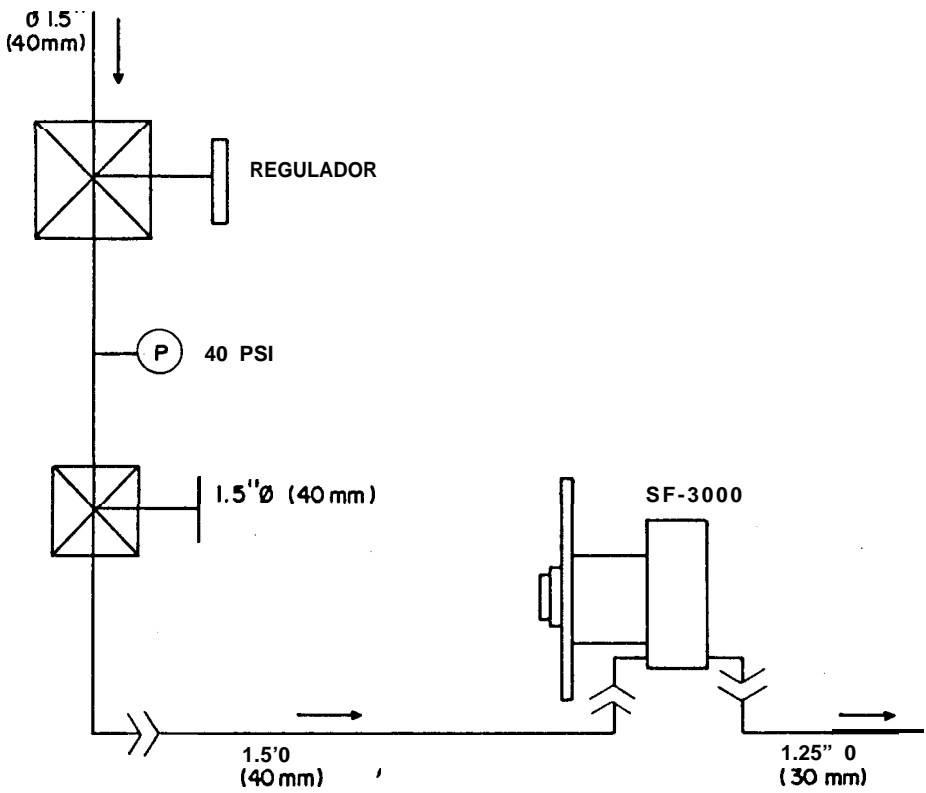 Ø 1.5"
(40mm)
REGULADOR
P
40 PSI
1.5"Ø (40 mm)
SF-3000
1.5'0
(40 mm)
1.25" 0
(30 mm)